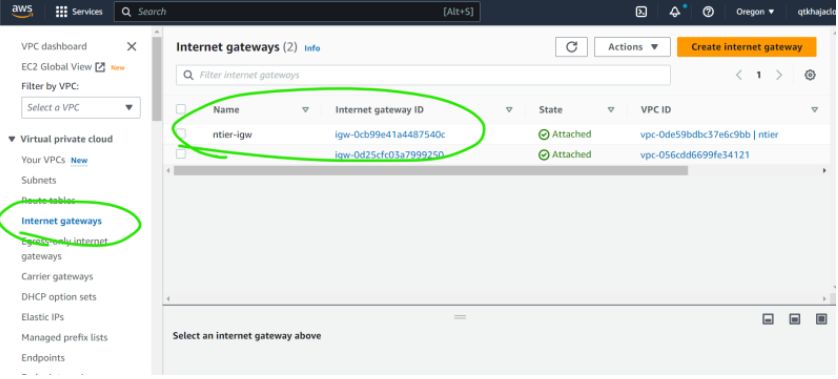 aws
Services
Search
[Alt+S]
Oregon
qtkhajaclo
VPC dashboard
EC2 Global View
New
Filter by VPC:
Select a VPC
Virtual private cloud
Your VPCs New
Subnets
Route tables
Internet gateways
Egress-only internet
gateways
Carrier gateways
DHCP option sets
Elastic IPs
Managed prefix lists
Endpoints
Internet gateways (2) Info
Actions
Create internet gateway
Filter internet gateways
1
Name Internet gateway ID State VPC ID
ntier-igw igw-0cb99e41a4487540c Attached vpc-0de59bdbc37e6c9bb | ntier
igw-0d25cfc03a7999250 Attached vpc-056cdd6699fe34121
Select an internet gateway above